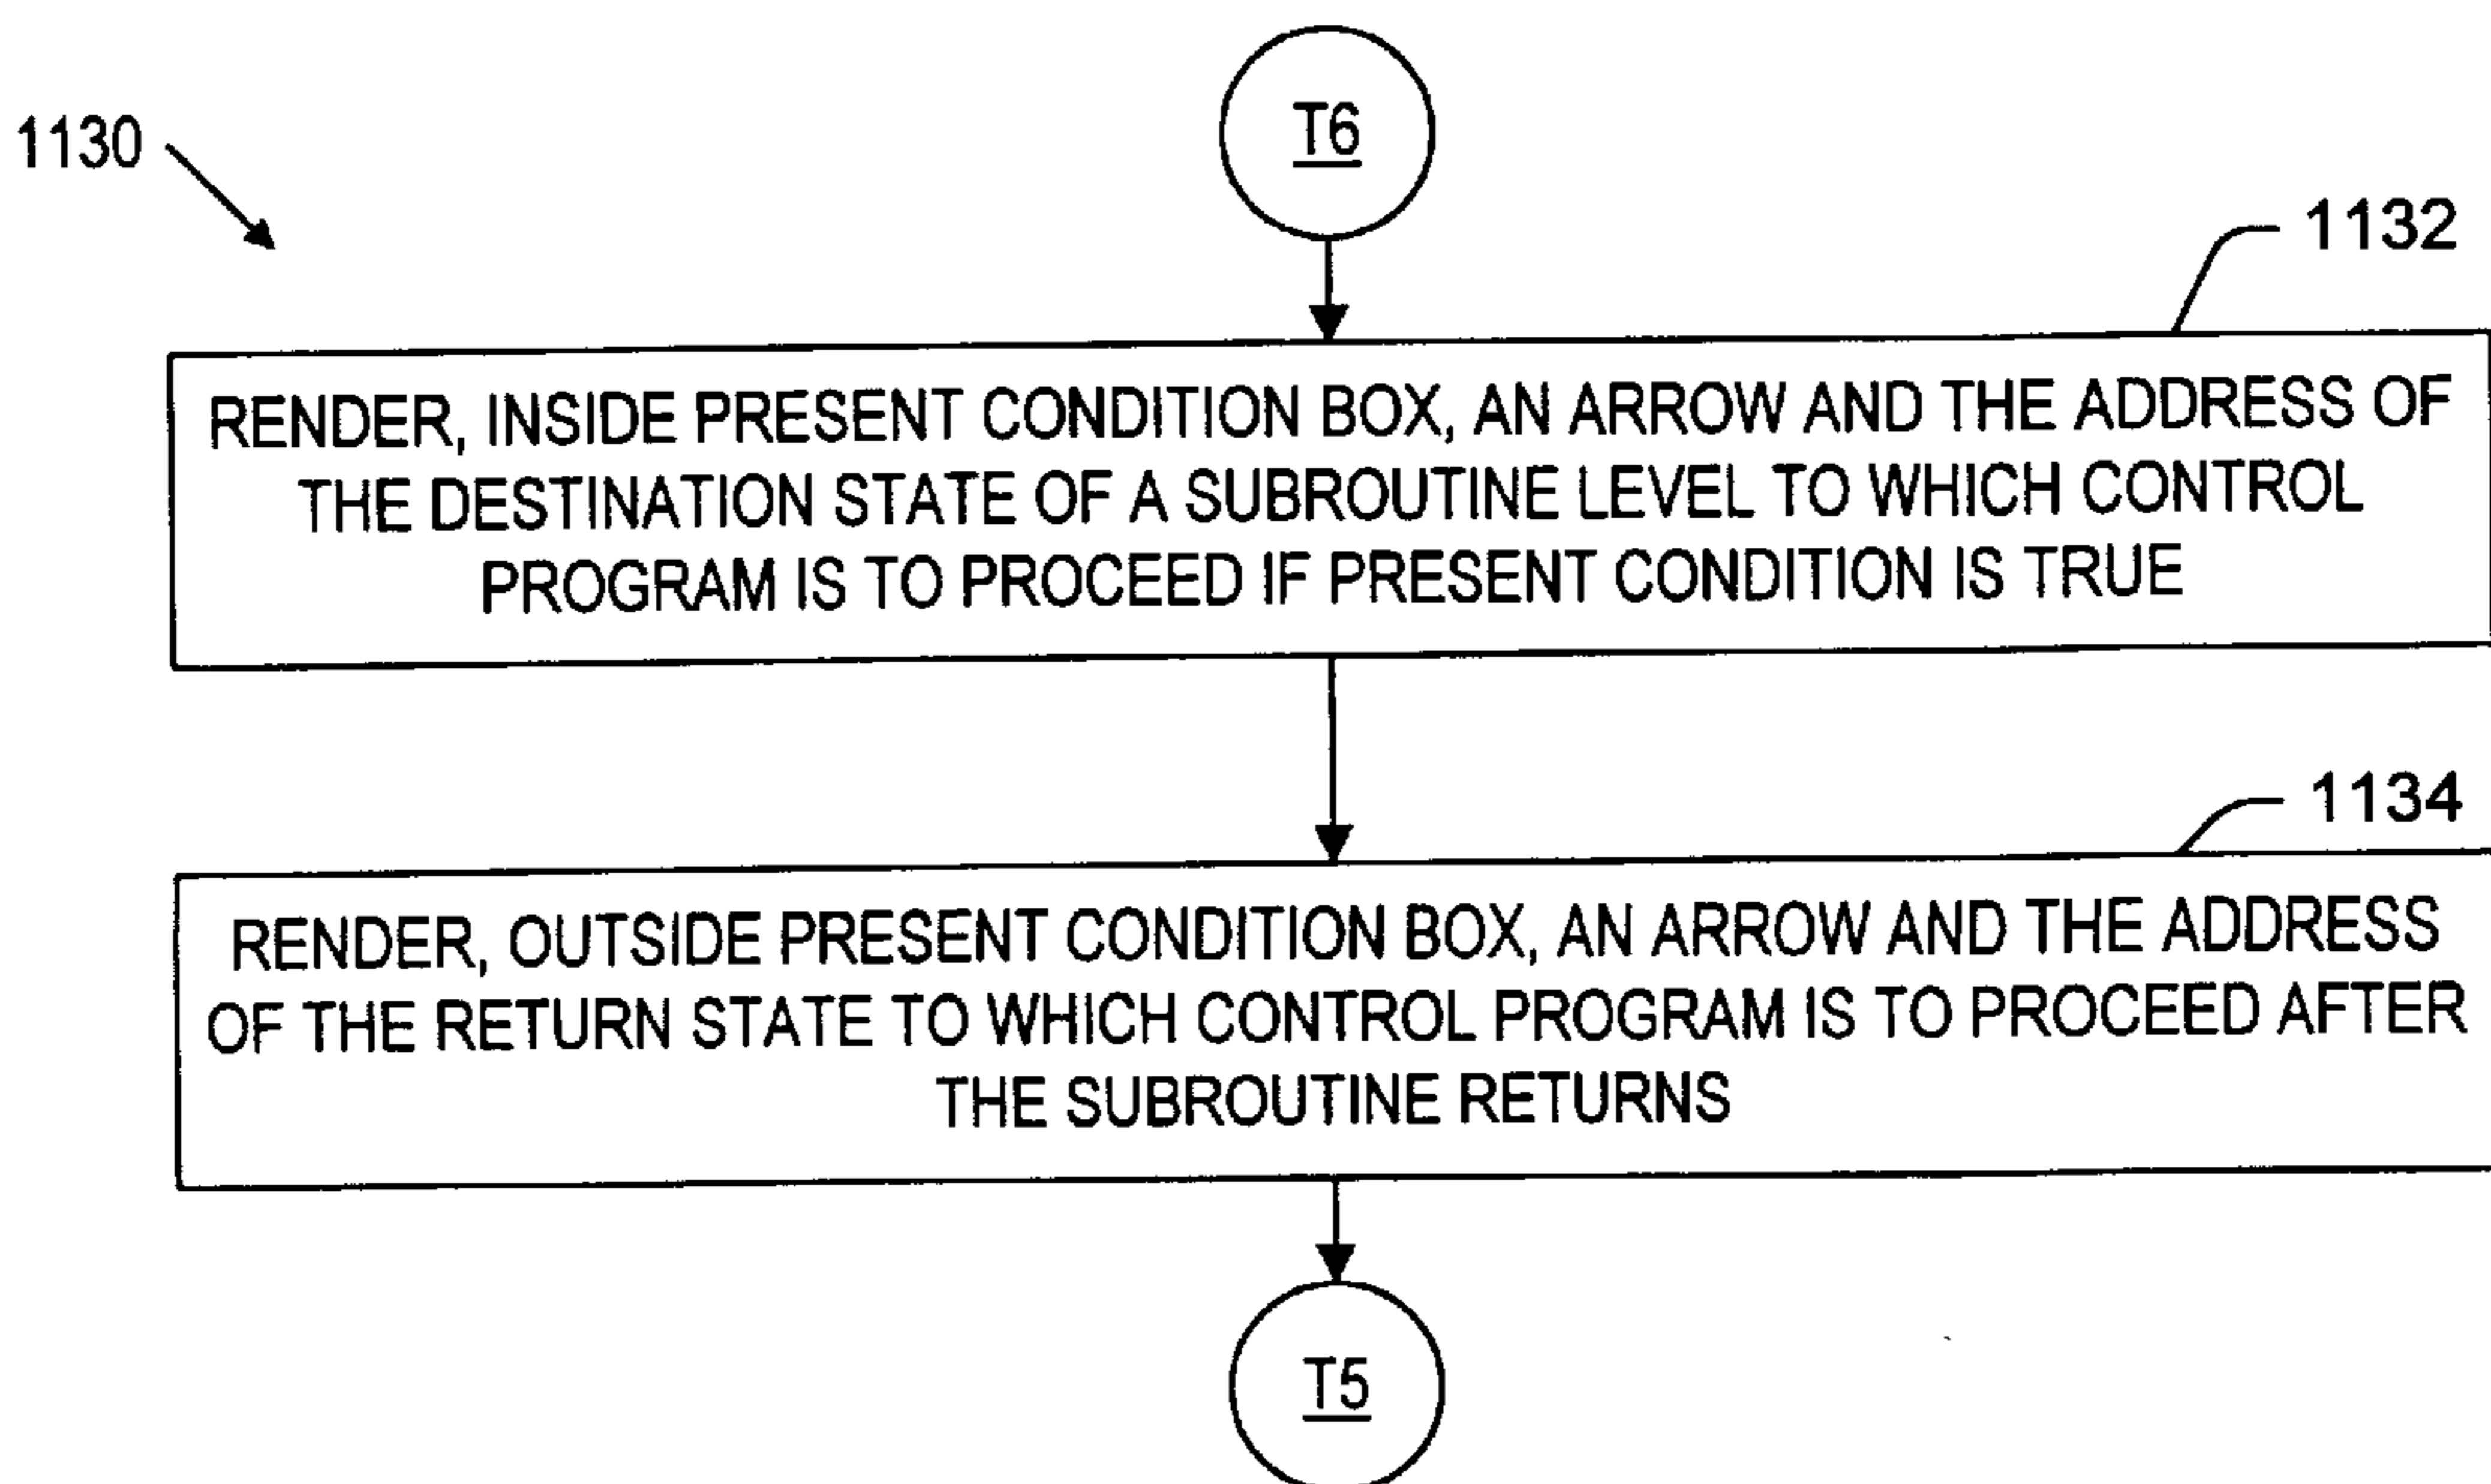 T6
1130
1132
RENDER, INSIDE PRESENT CONDITION BOX, AN ARROW AND THE ADDRESS OF
THE DESTINATION STATE OF A SUBROUTINE LEVEL TO WHICH CONTROL
PROGRAM IS TO PROCEED IF PRESENT CONDITION IS TRUE
1134
RENDER, OUTSIDE PRESENT CONDITION BOX, AN ARROW AND THE ADDRESS
OF THE RETURN STATE TO WHICH CONTROL PROGRAM IS TO PROCEED AFTER
THE SUBROUTINE RETURNS
T5